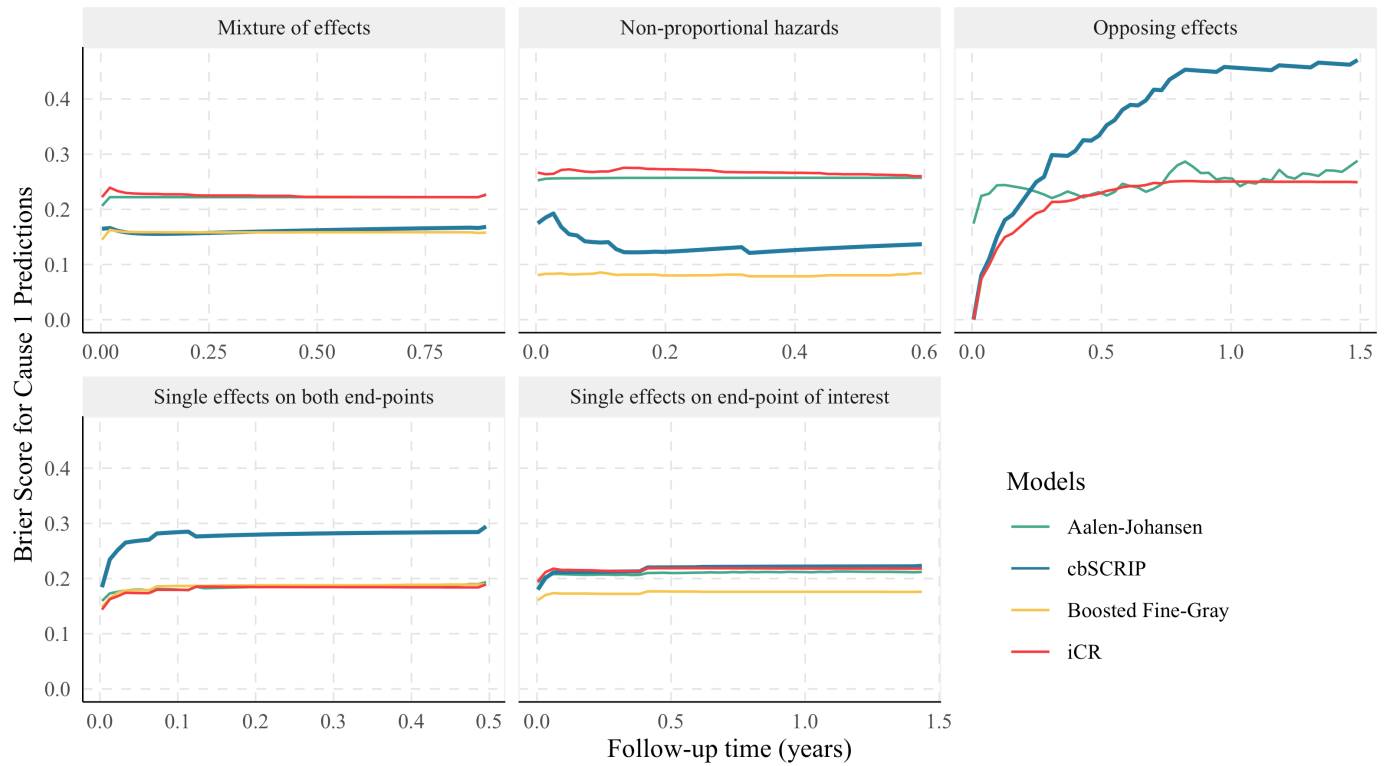 Mixture of effects
Non-proportional hazards
Opposing effects
Brier Score for Cause 1 Predictions
0.4
0.3
0.2
0.1
0.0
0.00 0.25 0.50 0.75
0.0 0.2 0.4 0.6
0.0 0.5 1.0 1.5
Single effects on both end-points
Single effects on end-point of interest
0.4
0.3
0.2
0.1
0.0
0.0 0.1 0.2 0.3 0.4 0.5
0.0 0.5 1.0 1.5
Follow-up time (years)
Models
Aalen-Johansen
cbSCRIP
Boosted Fine-Gray
iCR